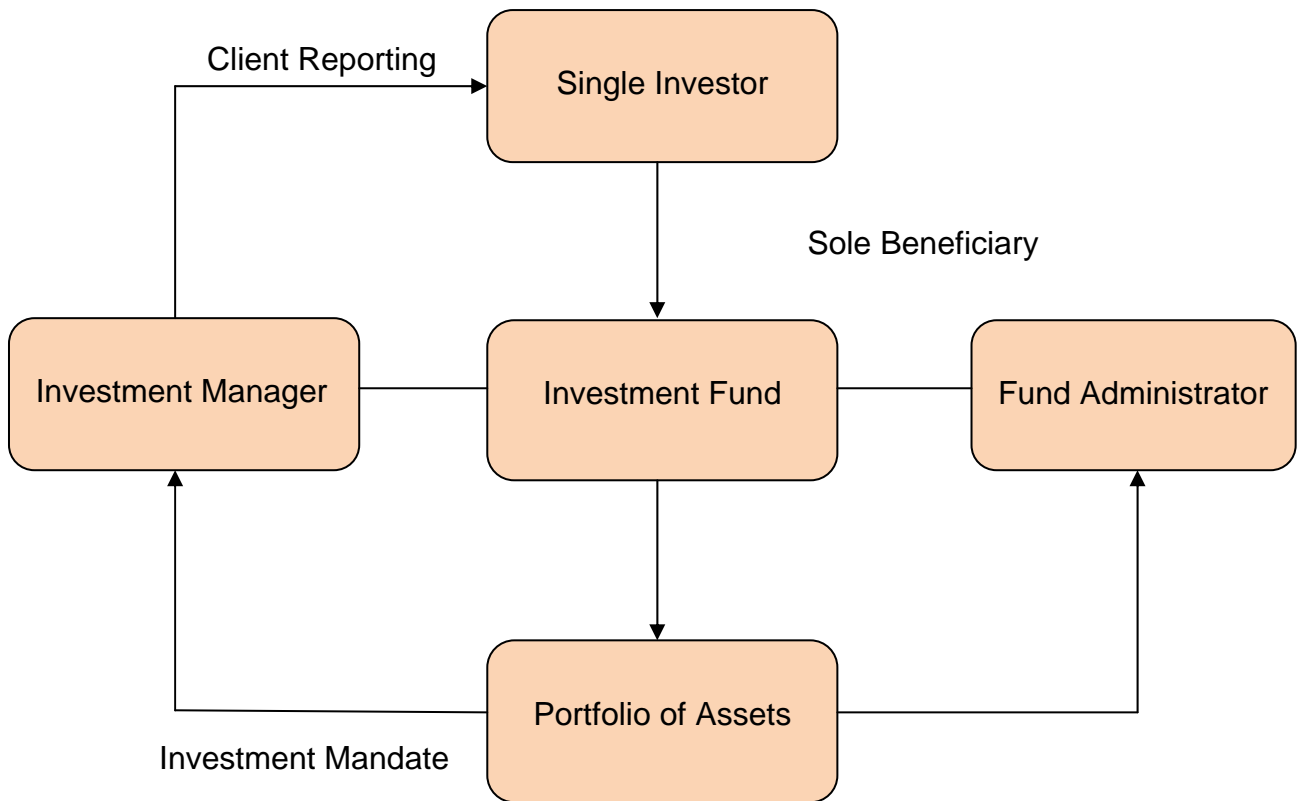 Client Reporting
Single Investor
Sole Beneficiary
Investment Manager
Investment Fund
Fund Administrator
Portfolio of Assets
Investment Mandate